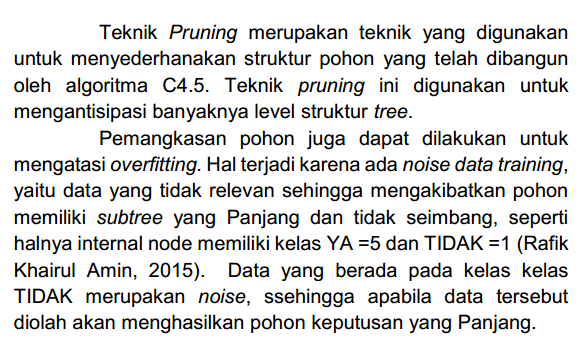 Teknik Pruning merupakan teknik yang digunakan
untuk menyederhanakan struktur pohon yang telah dibangun
oleh algoritma C4.5. Teknik pruning ini digunakan untuk
mengantisipasi banyaknya level struktur tree.
Pemangkasan pohon juga dapat dilakukan untuk
mengatasi overfitting. Hal terjadi karena ada noise data training,
yaitu data yang tidak relevan sehingga mengakibatkan pohon
memiliki subtree yang Panjang dan tidak seimbang, seperti
halnya internal node memiliki kelas YA =5 dan TIDAK =1 (Rafik
Khairul Amin, 2015).  Data yang berada pada kelas kelas
TIDAK merupakan noise, ssehingga apabila data tersebut
diolah akan menghasilkan pohon keputusan yang Panjang.